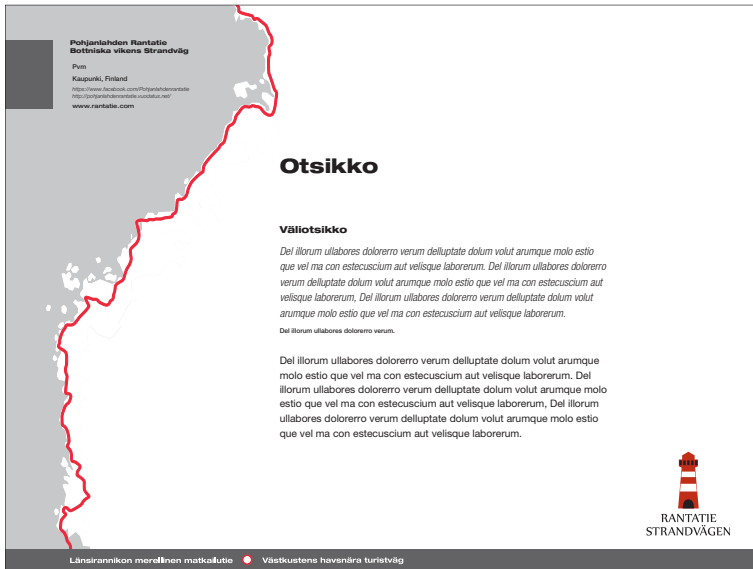 Pohjanlahden Rantatie
Bottniska vikens Strandväg
Pvm
Kaupunki, Finland
https://www.facebook.com/Pohjanlahdenrantatie
http://pohjanlahdenrantatie.vuodatus.net/
www.rantatie.com
Otsikko
Väliotsikko
Del illorum ullabores dolorerro verum delluptate dolum volut arumque molo estio
que vel ma con estecuscium aut velisque laborerum. Del illorum ullabores dolorerro
verum delluptate dolum volut arumque molo estio que vel ma con estecuscium aut
velisque laborerum, Del illorum ullabores dolorerro verum delluptate dolum volut
arumque molo estio que vel ma con estecuscium aut velisque laborerum.
Del illorum ullabores dolorerro verum.
Del illorum ullabores dolorerro verum delluptate dolum volut arumque
molo estio que vel ma con estecuscium aut velisque laborerum. Del
illorum ullabores dolorerro verum delluptate dolum volut arumque molo
estio que vel ma con estecuscium aut velisque laborerum, Del illorum
ullabores dolorerro verum delluptate dolum volut arumque molo estio
que vel ma con estecuscium aut velisque laborerum.
RANTATIE
STRANDVÄGEN
Länsirannikon merellinen matkailutie Västkustens havsnära turistväg